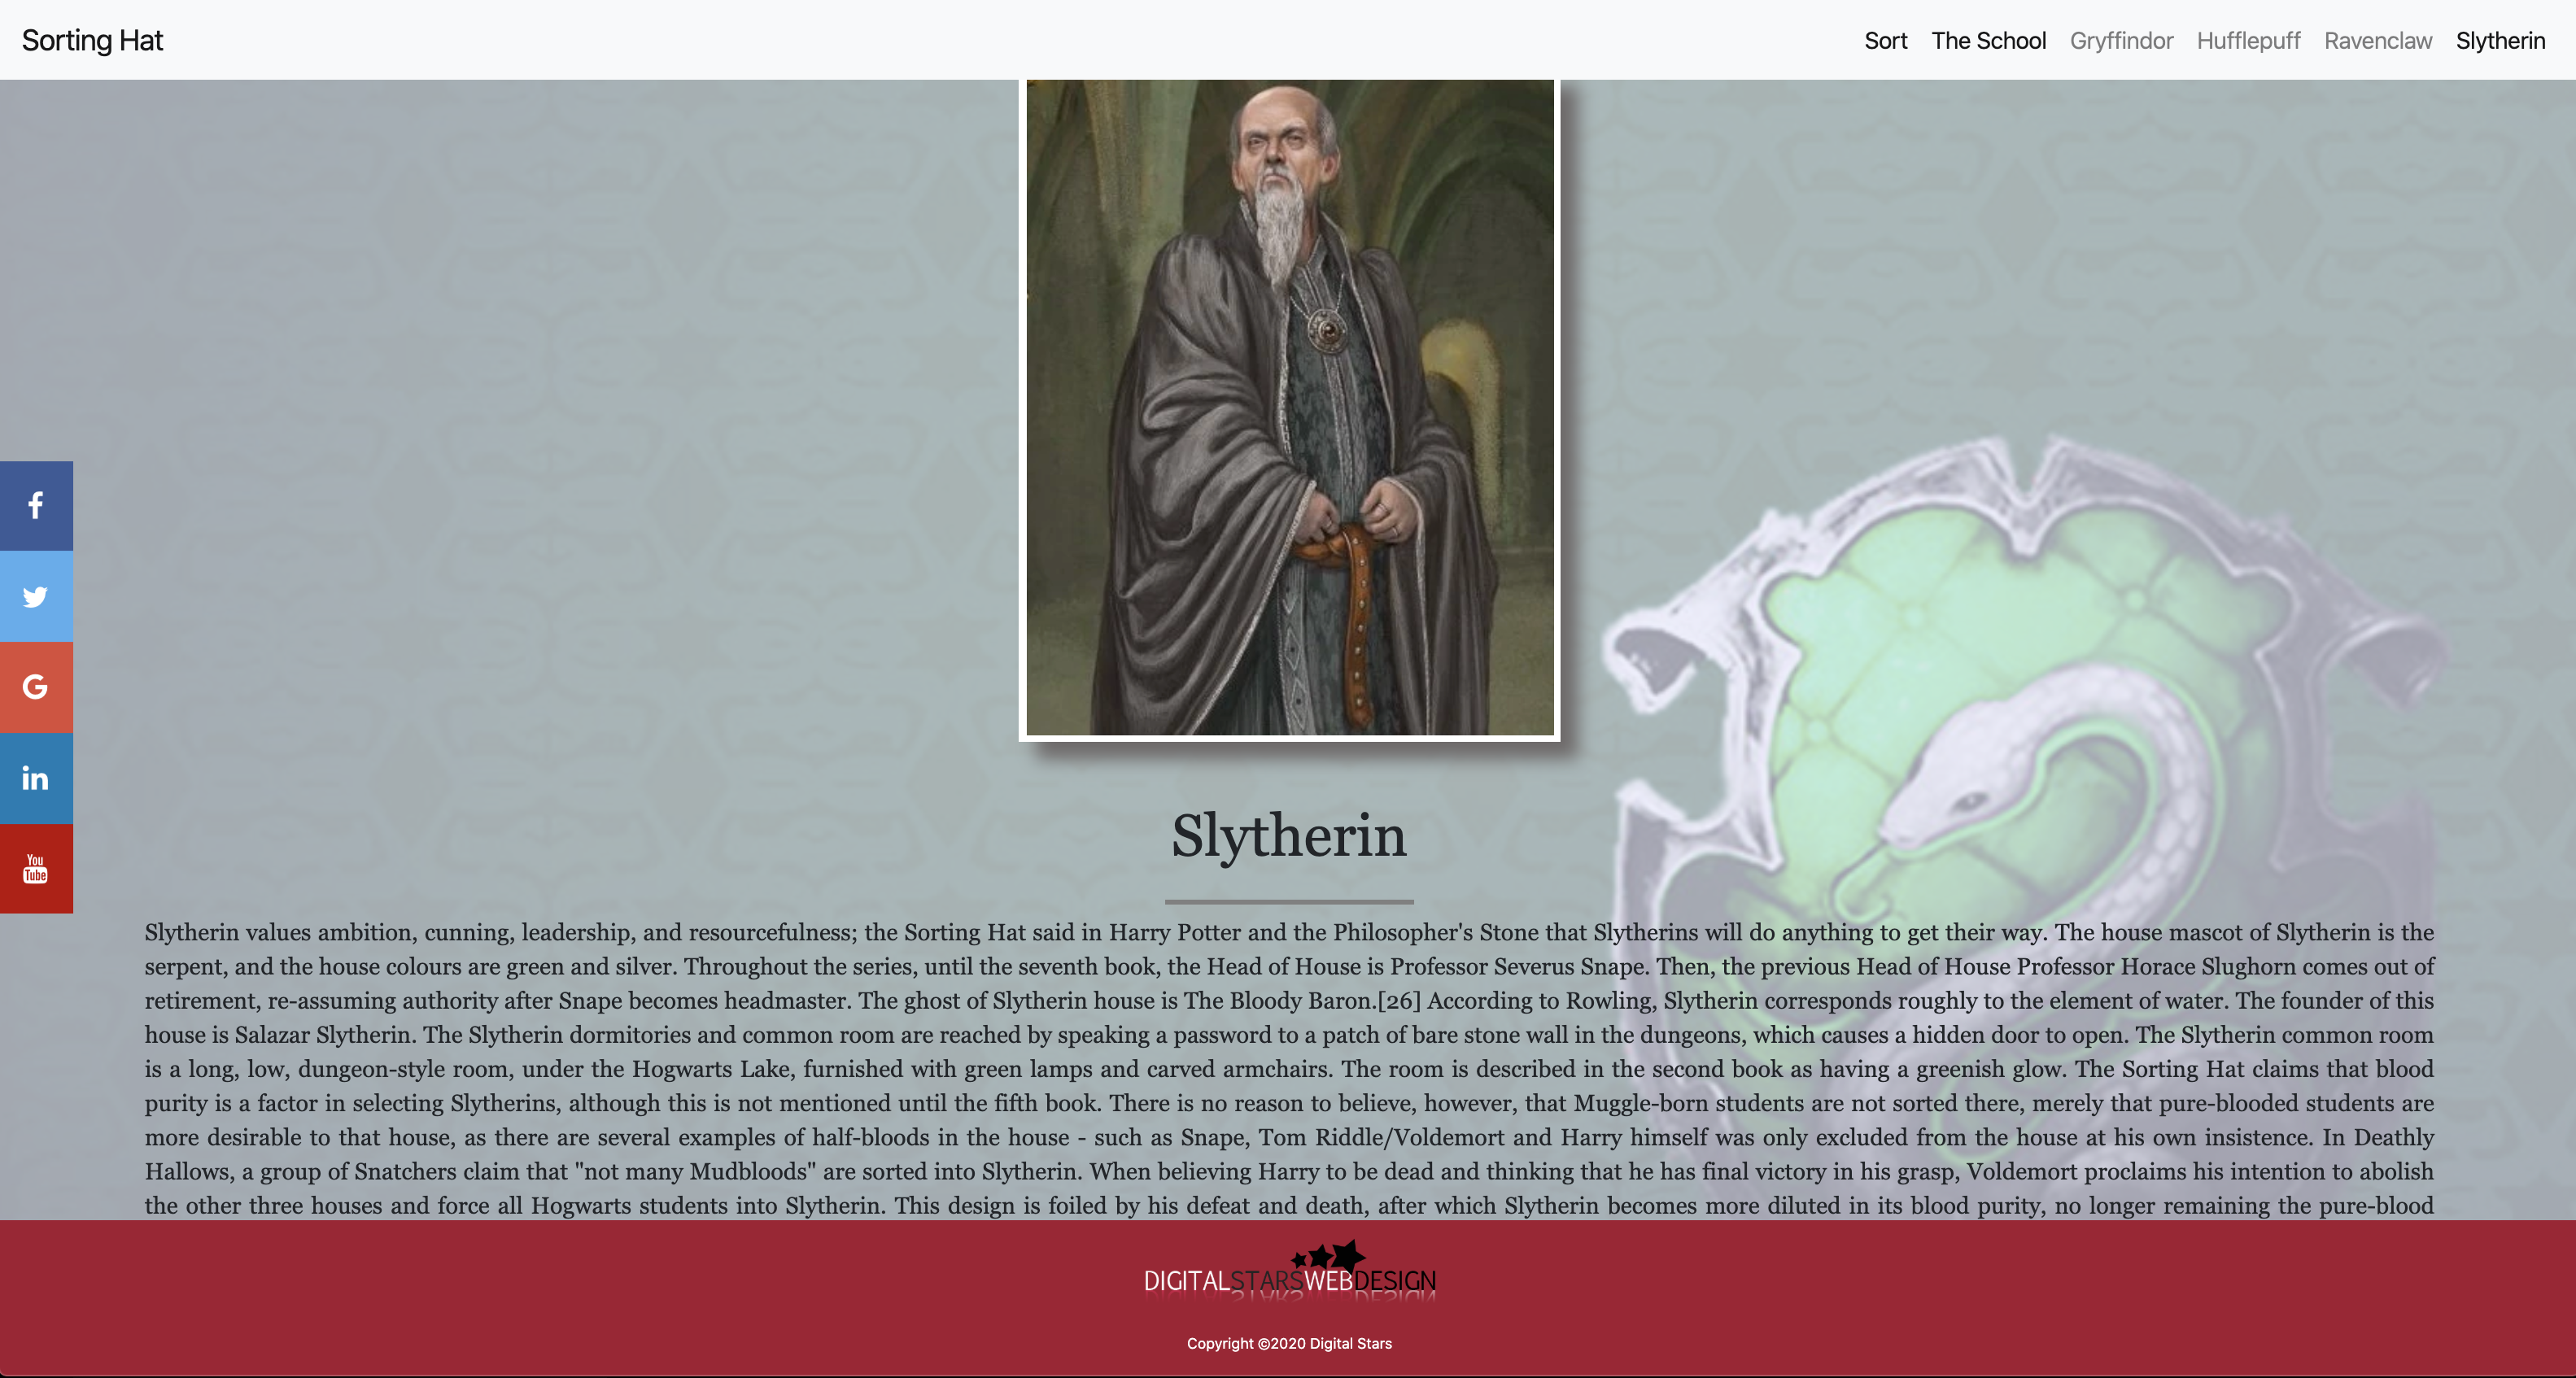 Sorting Hat
Sort The School Gryffindor Hufflepuff Ravenclaw Slytherin
You
Tube
Slytherin
Slytherin values ambition, cunning, leadership, and resourcefulness; the Sorting Hat said in Harry Potter and the Philosopher's Stone that Slytherins will do anything to get their way. The house mascot of Slytherin is the
serpent, and the house colours are green and silver. Throughout the series, until the seventh book, the Head of House is Professor Severus Snape. Then, the previous Head of House Professor Horace Slughorn comes out of
retirement, re-assuming authority after Snape becomes headmaster. The ghost of Slytherin house is The Bloody Baron.[26] According to Rowling, Slytherin corresponds roughly to the element of water. The founder of this
house is Salazar Slytherin. The Slytherin dormitories and common room are reached by speaking a password to a patch of bare stone wall in the dungeons, which causes a hidden door to open. The Slytherin common room
is a long, low, dungeon-style room, under the Hogwarts Lake, furnished with green lamps and carved armchairs. The room is described in the second book as having a greenish glow. The Sorting Hat claims that blood
purity is a factor in selecting Slytherins, although this is not mentioned until the fifth book. There is no reason to believe, however, that Muggle-born students are not sorted there, merely that pure-blooded students are
more desirable to that house, as there are several examples of half-bloods in the house - such as Snape, Tom Riddle/Voldemort and Harry himself was only excluded from the house at his own insistence. In Deathly
Hallows, a group of Snatchers claim that "not many Mudbloods" are sorted into Slytherin. When believing Harry to be dead and thinking that he has final victory in his grasp, Voldemort proclaims his intention to abolish
the other three houses and force all Hogwarts students into Slytherin. This design is foiled by his defeat and death, after which Slytherin becomes more diluted in its blood purity, no longer remaining the pure-blood
DIGITALSTARSWEBDESIGN
Copyright ©2020 Digital Stars